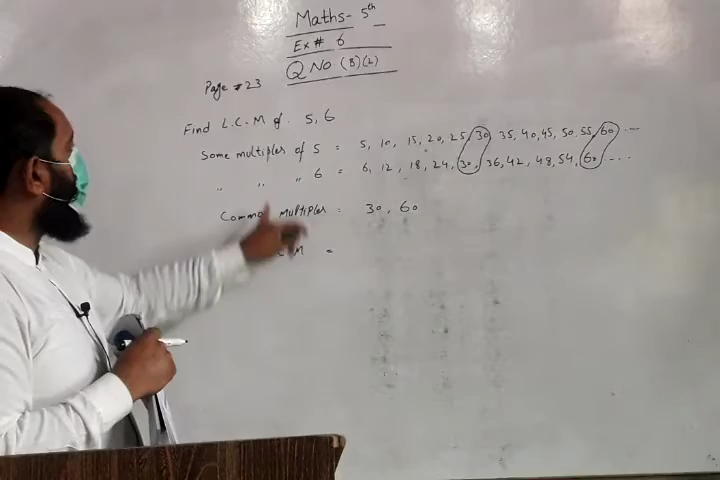 Maths- 5th
Ex # 6
Q No (B)(2)
Page # 23
Find L.C.M of 5, 6
Some multiples of 5 = 5, 10, 15, 20, 25, 30, 35, 40, 45, 50, 55, 60 ...
" " " 6 = 6, 12, 18, 24, 30, 36, 42, 48, 54, 60 ...
Common Multiples = 30, 60
C.M =